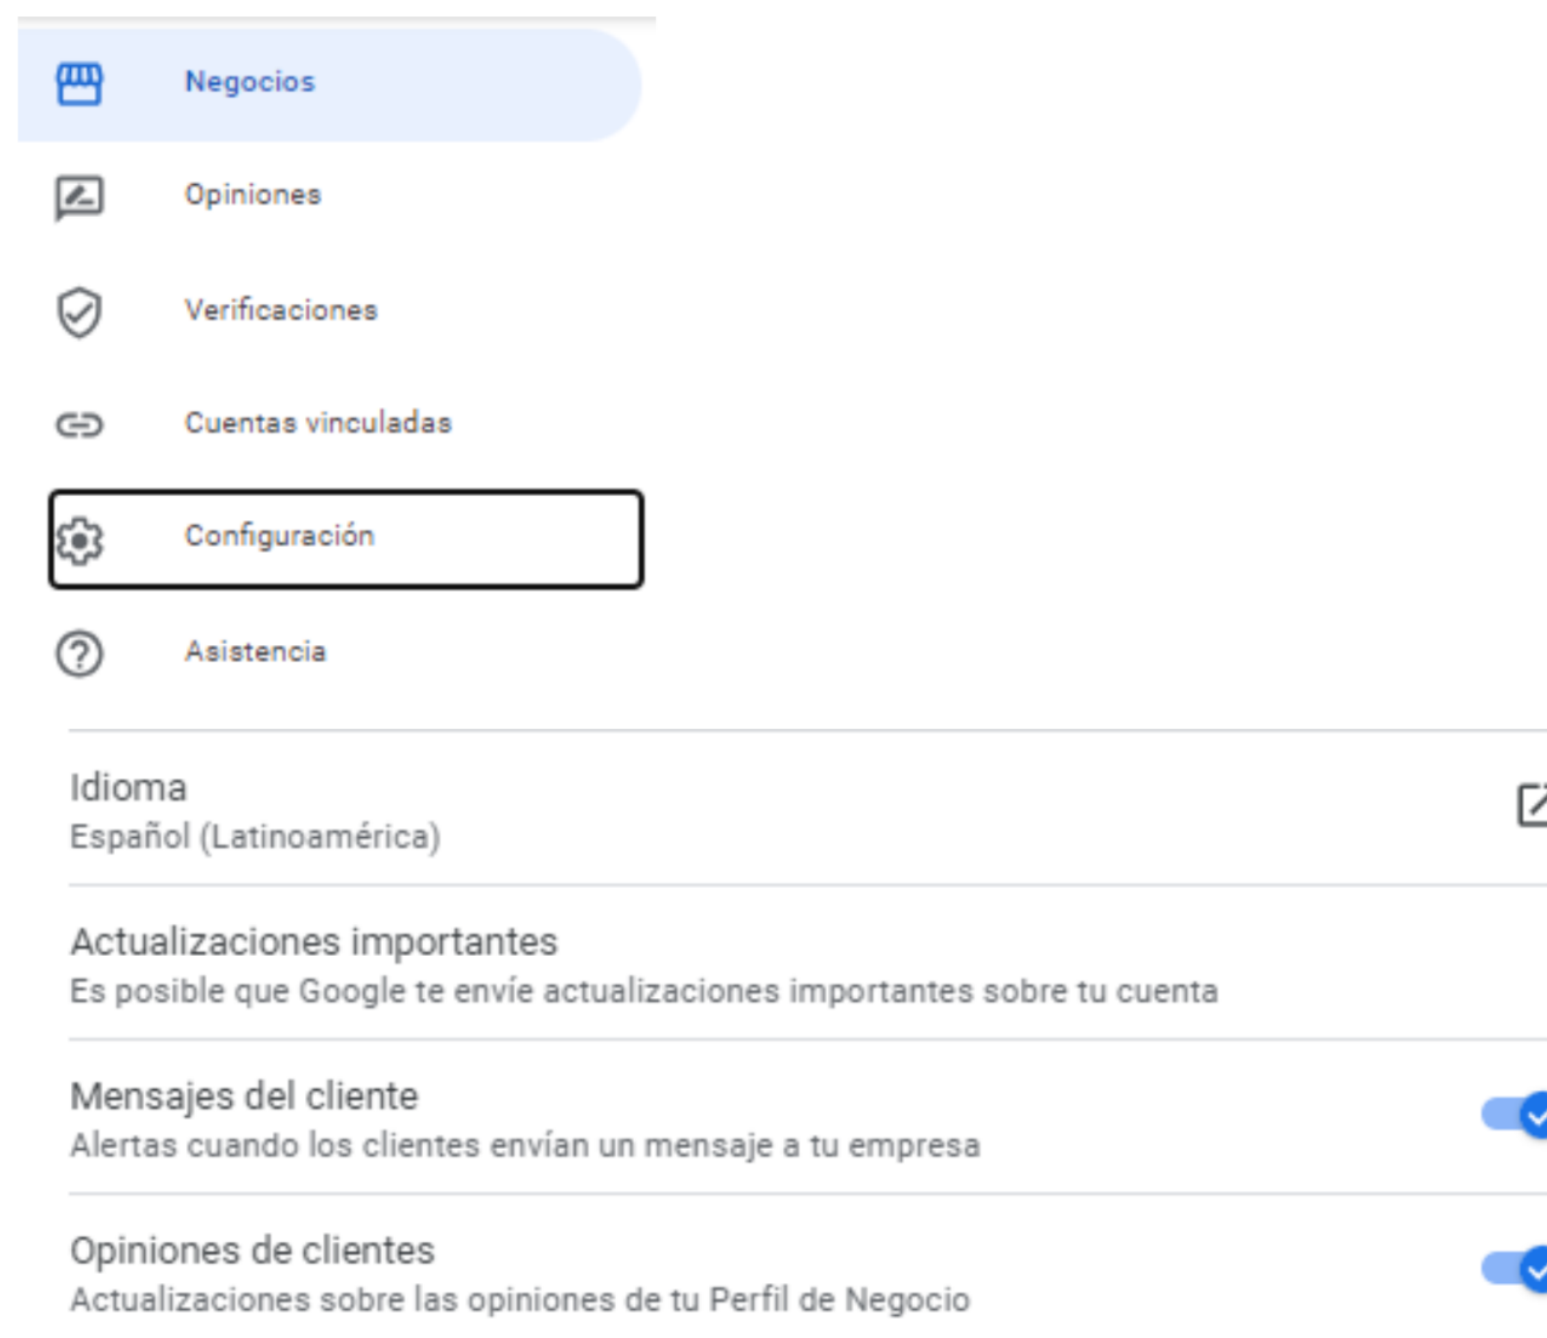 Negocios
Opiniones
Verificaciones
Cuentas vinculadas
Configuración
Asistencia
Idioma
Español (Latinoamérica)
Actualizaciones importantes
Es posible que Google te envíe actualizaciones importantes sobre tu cuenta
Mensajes del cliente
Alertas cuando los clientes envían un mensaje a tu empresa
Opiniones de clientes
Actualizaciones sobre las opiniones de tu Perfil de Negocio